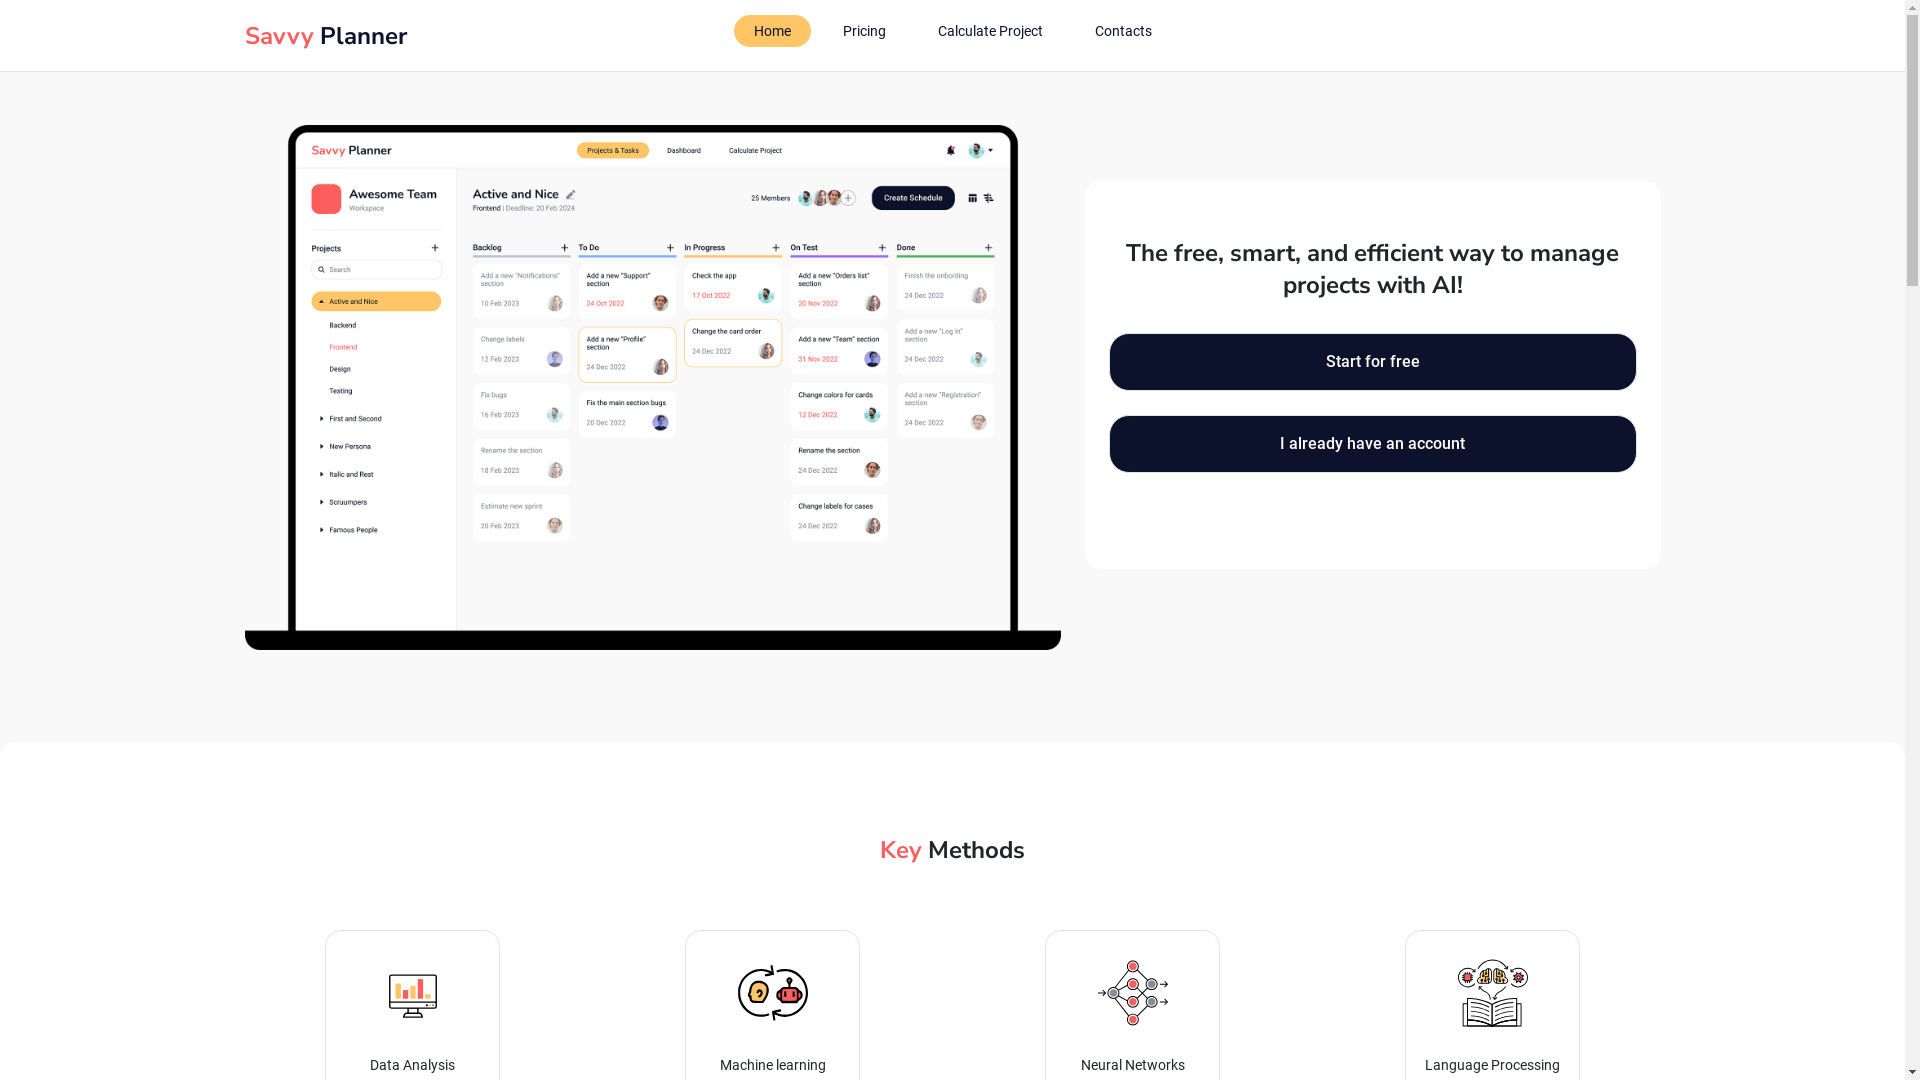 Savvy Planner
Home
Pricing
Calculate Project
Contacts
Savvy Planner
Projects & Tasks
Dashboard
Calculate Project
Awesome Team
Workspace
Projects
Search
Active and Nice
Backend
Frontend
Design
Testing
First and Second
New Persona
Italic and Rest
Scruumpers
Famous People
Active and Nice
Frontend | Deadline: 20 Feb 2024
25 Members
Create Schedule
Backlog
Add a new "Notifications"
section
10 Feb 2023
Change labels
12 Feb 2023
Fix bugs
16 Feb 2023
Rename the section
18 Feb 2023
Estimate new sprint
20 Feb 2023
To Do
Add a new "Support"
section
24 Oct 2022
Add a new "Profile"
section
24 Dec 2022
Fix the main section bugs
20 Dec 2022
In Progress
Check the app
17 Oct 2022
Change the card order
24 Dec 2022
On Test
Add a new "Orders list"
section
20 Nov 2022
Add a new "Team" section
31 Nov 2022
Change colors for cards
12 Dec 2022
Rename the section
24 Dec 2022
Change labels for cases
24 Dec 2022
Done
Finish the onbording
24 Dec 2022
Add a new "Log in"
section
24 Dec 2022
Add a new "Registration"
section
24 Dec 2022
The free, smart, and efficient way to manage
projects with AI!
Start for free
I already have an account
Key Methods
Data Analysis
Machine learning
Neural Networks
Language Processing